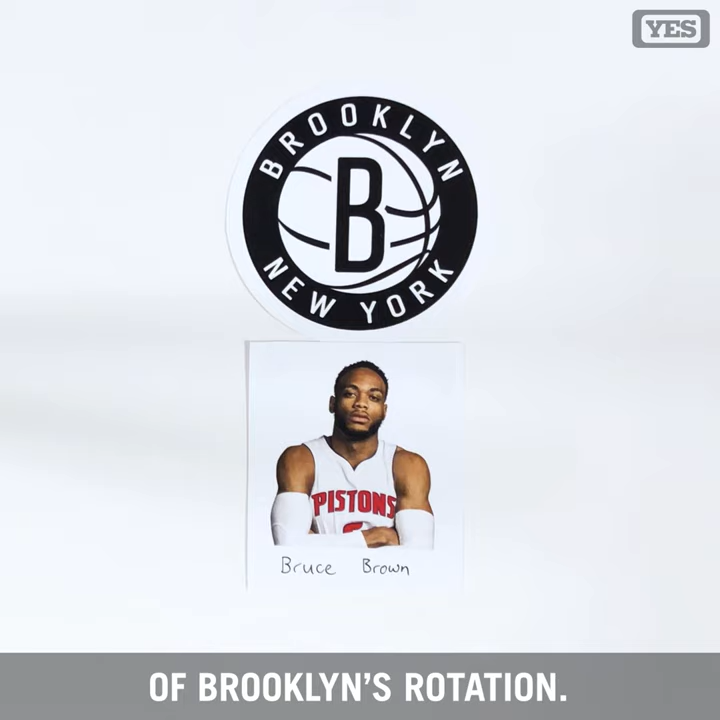 YES
BROOKLYN
B
NEW YORK
PISTONS
Bruce Brown
OF BROOKLYN'S ROTATION.